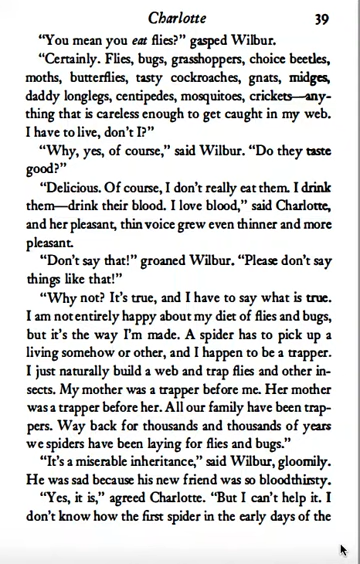 Charlotte 39
"You mean you eat flies?" gasped Wilbur.
"Certainly. Flies, bugs, grasshoppers, choice beetles,
moths, butterflies, tasty cockroaches, gnats, midges,
daddy longlegs, centipedes, mosquitoes, crickets—any-
thing that is careless enough to get caught in my web.
I have to live, don't I?"
"Why, yes, of course," said Wilbur. "Do they taste
good?"
"Delicious. Of course, I don't really eat them. I drink
them—drink their blood. I love blood," said Charlotte,
and her pleasant, thin voice grew even thinner and more
pleasant.
"Don't say that!" groaned Wilbur. "Please don't say
things like that!"
"Why not? It's true, and I have to say what is true.
I am not entirely happy about my diet of flies and bugs,
but it's the way I'm made. A spider has to pick up a
living somehow or other, and I happen to be a trapper.
I just naturally build a web and trap flies and other in-
sects. My mother was a trapper before me. Her mother
was a trapper before her. All our family have been trap-
pers. Way back for thousands and thousands of years
we spiders have been laying for flies and bugs."
"It's a miserable inheritance," said Wilbur, gloomily.
He was sad because his new friend was so bloodthirsty.
"Yes, it is," agreed Charlotte. "But I can't help it. I
don't know how the first spider in the early days of the